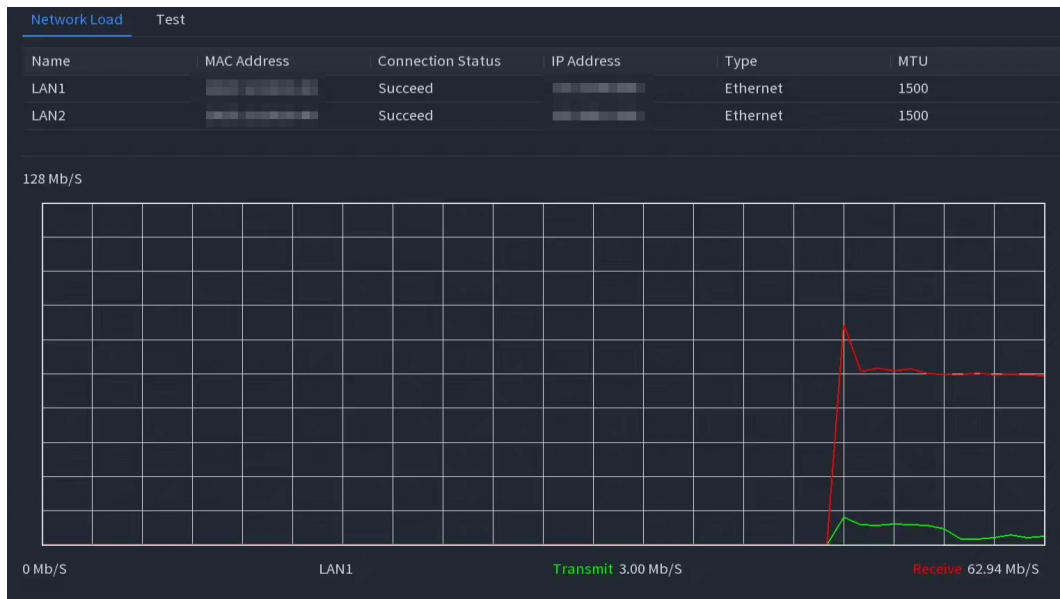 Network Load Test
Name MAC Address Connection Status IP Address Type MTU
LAN1 Succeed Ethernet 1500
LAN2 Succeed Ethernet 1500
128 Mb/S
0 Mb/S LAN1 Transmit 3.00 Mb/S Receive 62.94 Mb/S